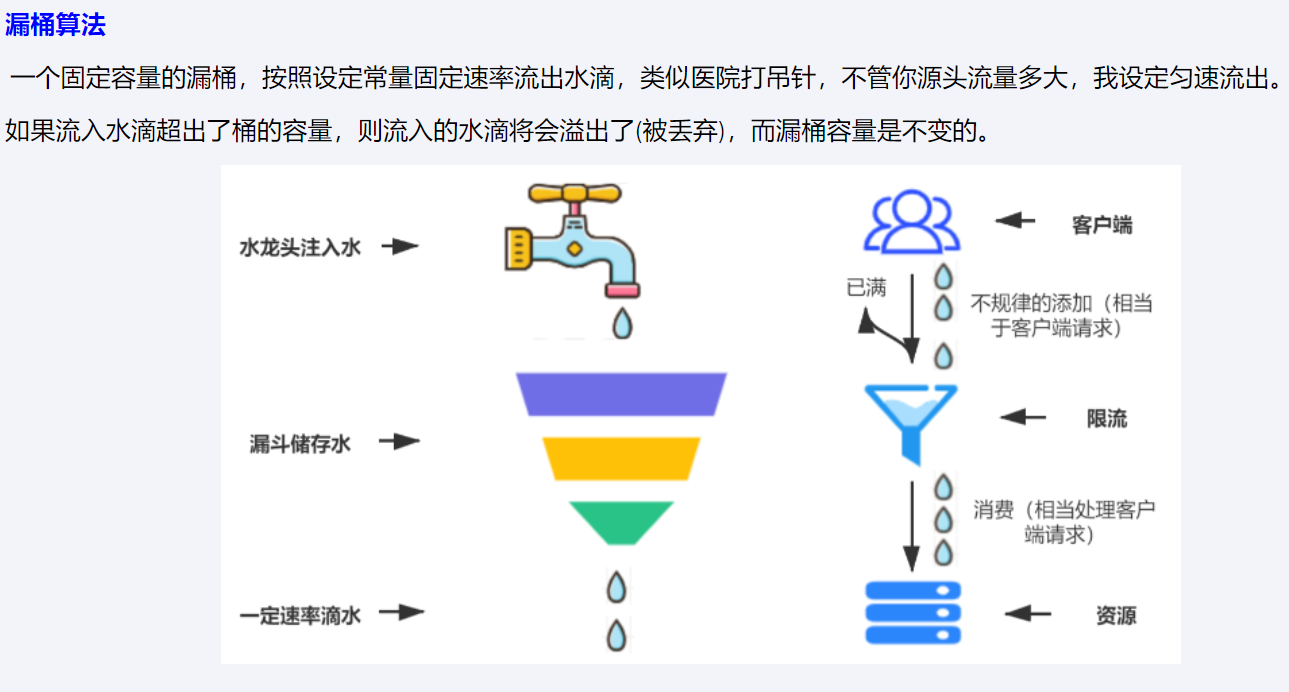 漏桶算法
一个固定容量的漏桶，按照设定常量固定速率流出水滴，类似医院打吊针，不管你源头流量多大，我设定匀速流出。
如果流入水滴超出了桶的容量，则流入的水滴将会溢出了(被丢弃)，而漏桶容量是不变的。
水龙头注入水
客户端
已满
不规律的添加（相当
于客户端请求）
漏斗储存水
限流
消费（相当处理客户
端请求）
一定速率滴水
资源